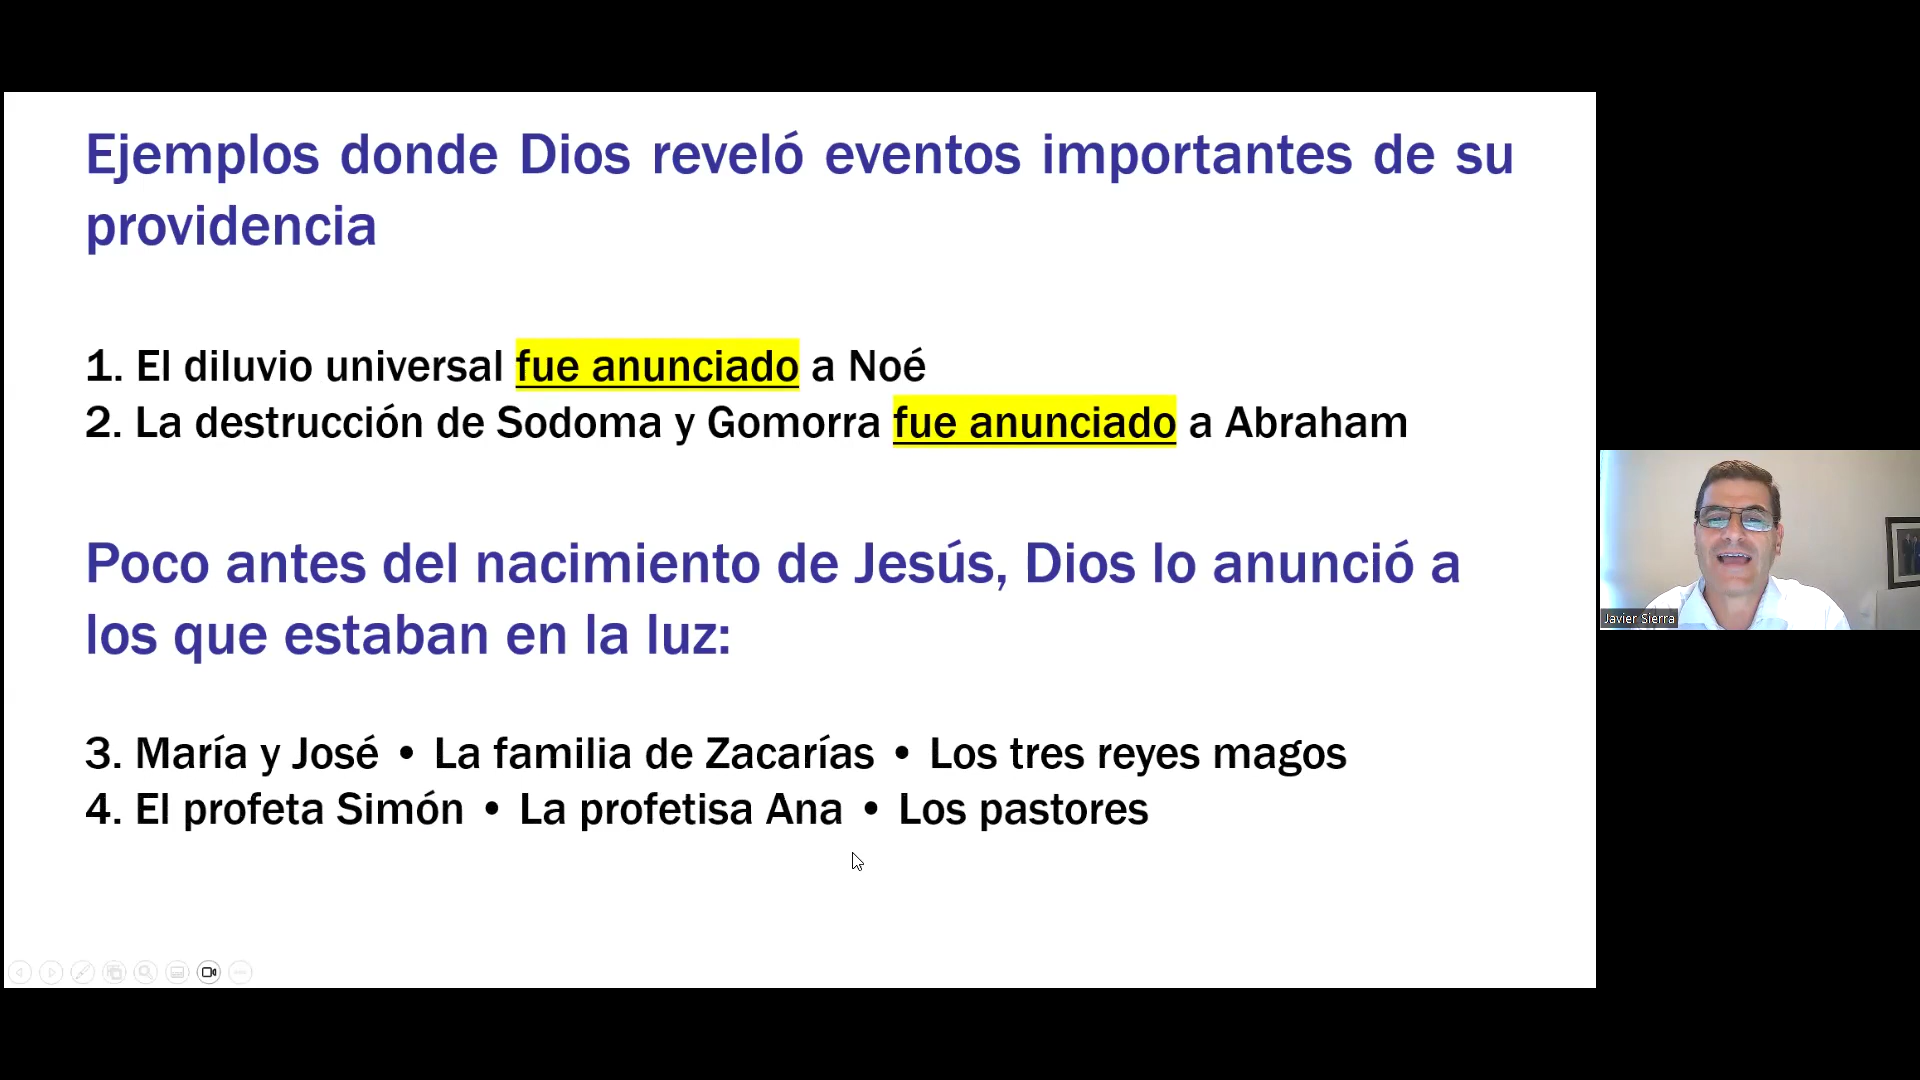 Ejemplos donde Dios reveló eventos importantes de su
providencia
1. El diluvio universal fue anunciado a Noé
2. La destrucción de Sodoma y Gomorra fue anunciado a Abraham
Poco antes del nacimiento de Jesús, Dios lo anunció a
los que estaban en la luz:
3. María y José • La familia de Zacarías • Los tres reyes magos
4. El profeta Simón • La profetisa Ana • Los pastores
Javier Sierra